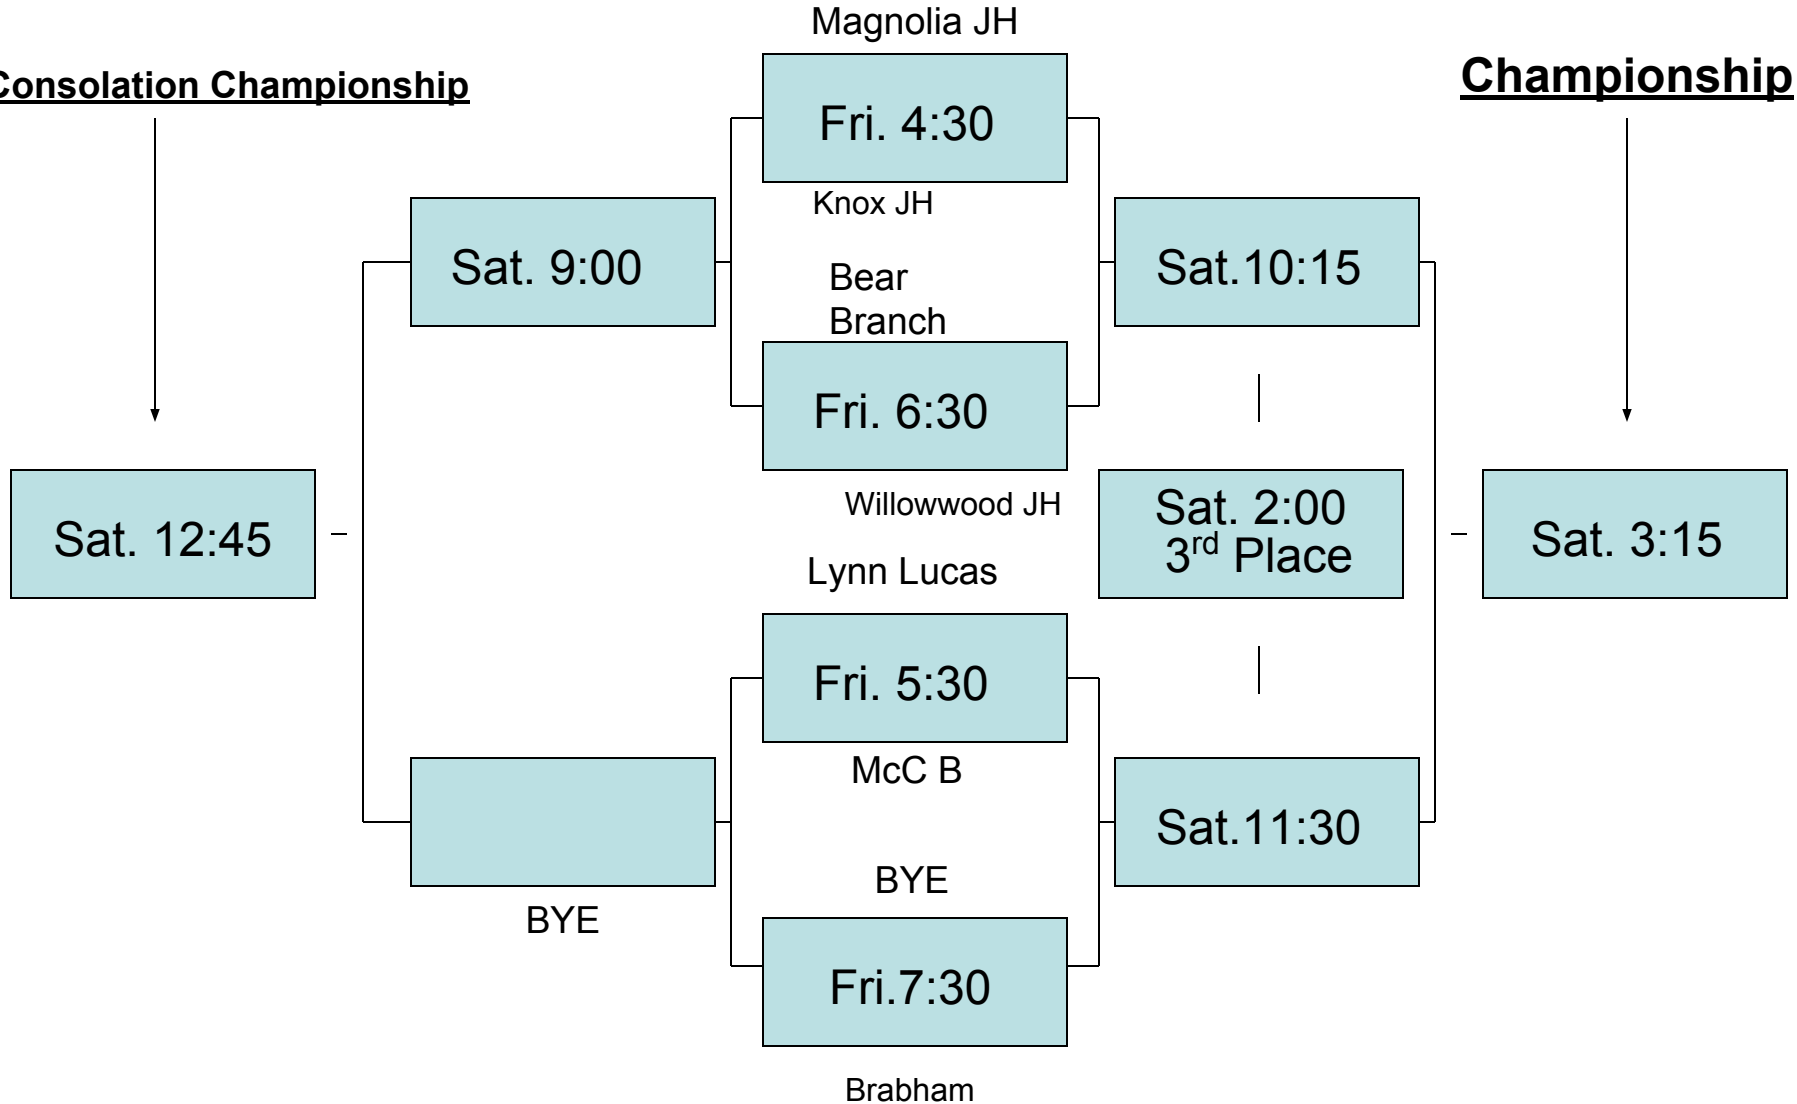 Magnolia JH
Consolation Championship
Championship
Fri. 4:30
Knox JH
Sat. 9:00
Sat.10:15
Bear
Branch
Fri. 6:30
Willowwood JH
Sat. 12:45
Sat. 2:00
3rd Place
Sat. 3:15
Lynn Lucas
Fri. 5:30
McC B
Sat.11:30
BYE
BYE
Fri.7:30
Brabham